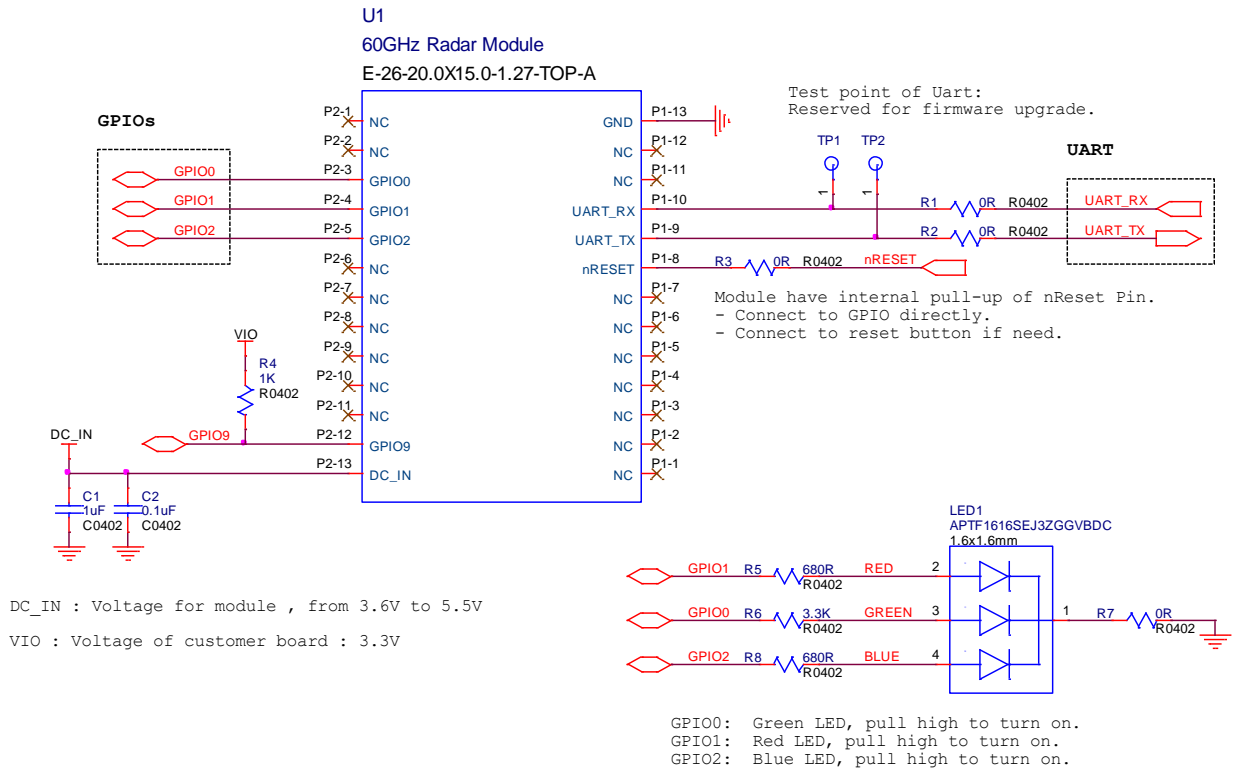 U1
60GHz Radar Module
E-26-20.0X15.0-1.27-TOP-A
GPIOs
GPIO0
GPIO1
GPIO2
P2-1 NC
P2-2 NC
P2-3 GPIO0
P2-4 GPIO1
P2-5 GPIO2
P2-6 NC
P2-7 NC
P2-8 NC
P2-9 NC
P2-10 NC
P2-11 NC
P2-12 GPIO9
P2-13 DC_IN
GND P1-13
NC P1-12
NC P1-11
UART_RX P1-10
UART_TX P1-9
nRESET P1-8
NC P1-7
NC P1-6
NC P1-5
NC P1-4
NC P1-3
NC P1-2
NC P1-1
VIO
R4
1K
R0402
GPIO9
DC_IN
C1
1uF
C0402
C2
0.1uF
C0402
Test point of Uart:
Reserved for firmware upgrade.
TP1 TP2
1 1
UART
R1 0R R0402 UART_RX
R2 0R R0402 UART_TX
R3 0R R0402 nRESET
Module have internal pull-up of nReset Pin.
- Connect to GPIO directly.
- Connect to reset button if need.
DC_IN : Voltage for module , from 3.6V to 5.5V
VIO : Voltage of customer board : 3.3V
LED1
APTF1616SEJ3ZGGVBDC
1.6x1.6mm
GPIO1 R5 680R RED 2
R0402
GPIO0 R6 3.3K GREEN 3 1 R7 0R
R0402 R0402
GPIO2 R8 680R BLUE 4
R0402
GPIO0: Green LED, pull high to turn on.
GPIO1: Red LED, pull high to turn on.
GPIO2: Blue LED, pull high to turn on.